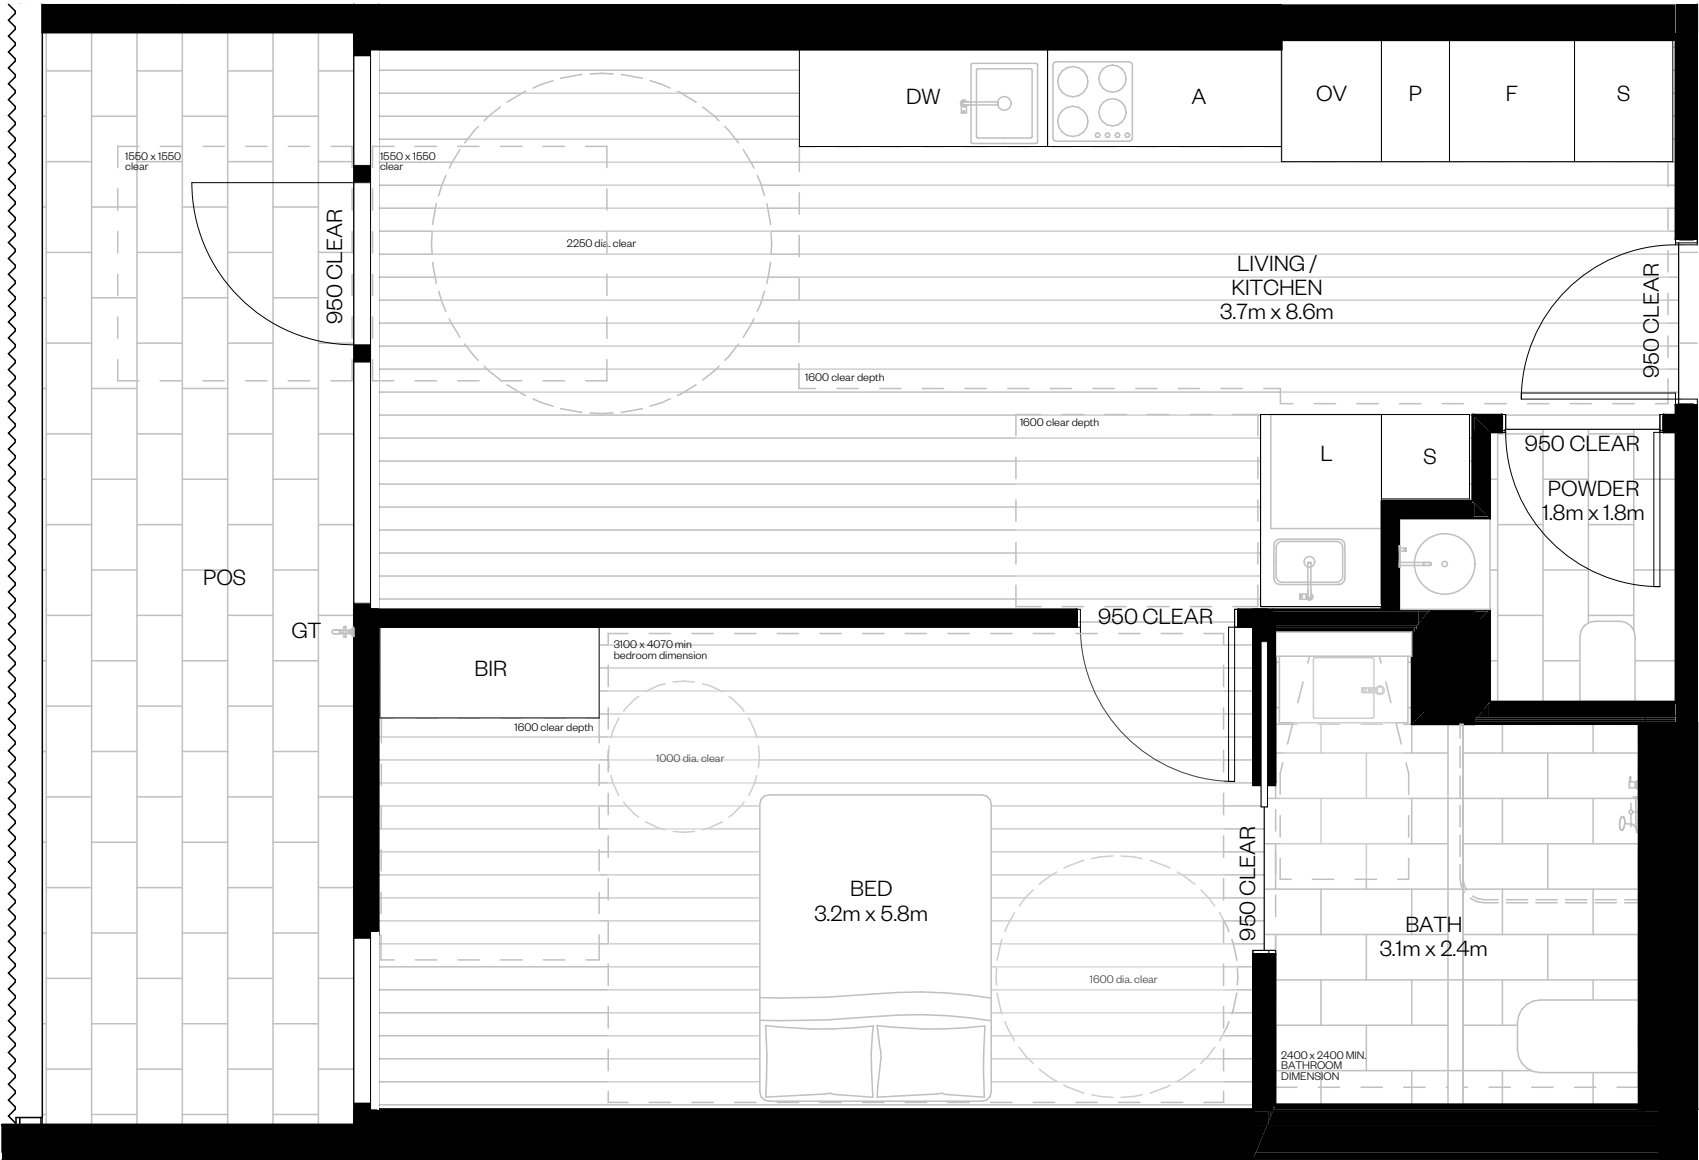 DW
A
OV
P
F
S
1550 x 1550
clear
1550 x 1550
clear
950 CLEAR
2250 dia. clear
LIVING /
KITCHEN
3.7m x 8.6m
950 CLEAR
1600 clear depth
1600 clear depth
L
S
950 CLEAR
POWDER
1.8m x 1.8m
POS
GT
950 CLEAR
BIR
3100 x 4070 min
bedroom dimension
1600 clear depth
1000 dia. clear
BED
3.2m x 5.8m
950 CLEAR
BATH
3.1m x 2.4m
1600 dia. clear
2400 x 2400 MIN.
BATHROOM
DIMENSION